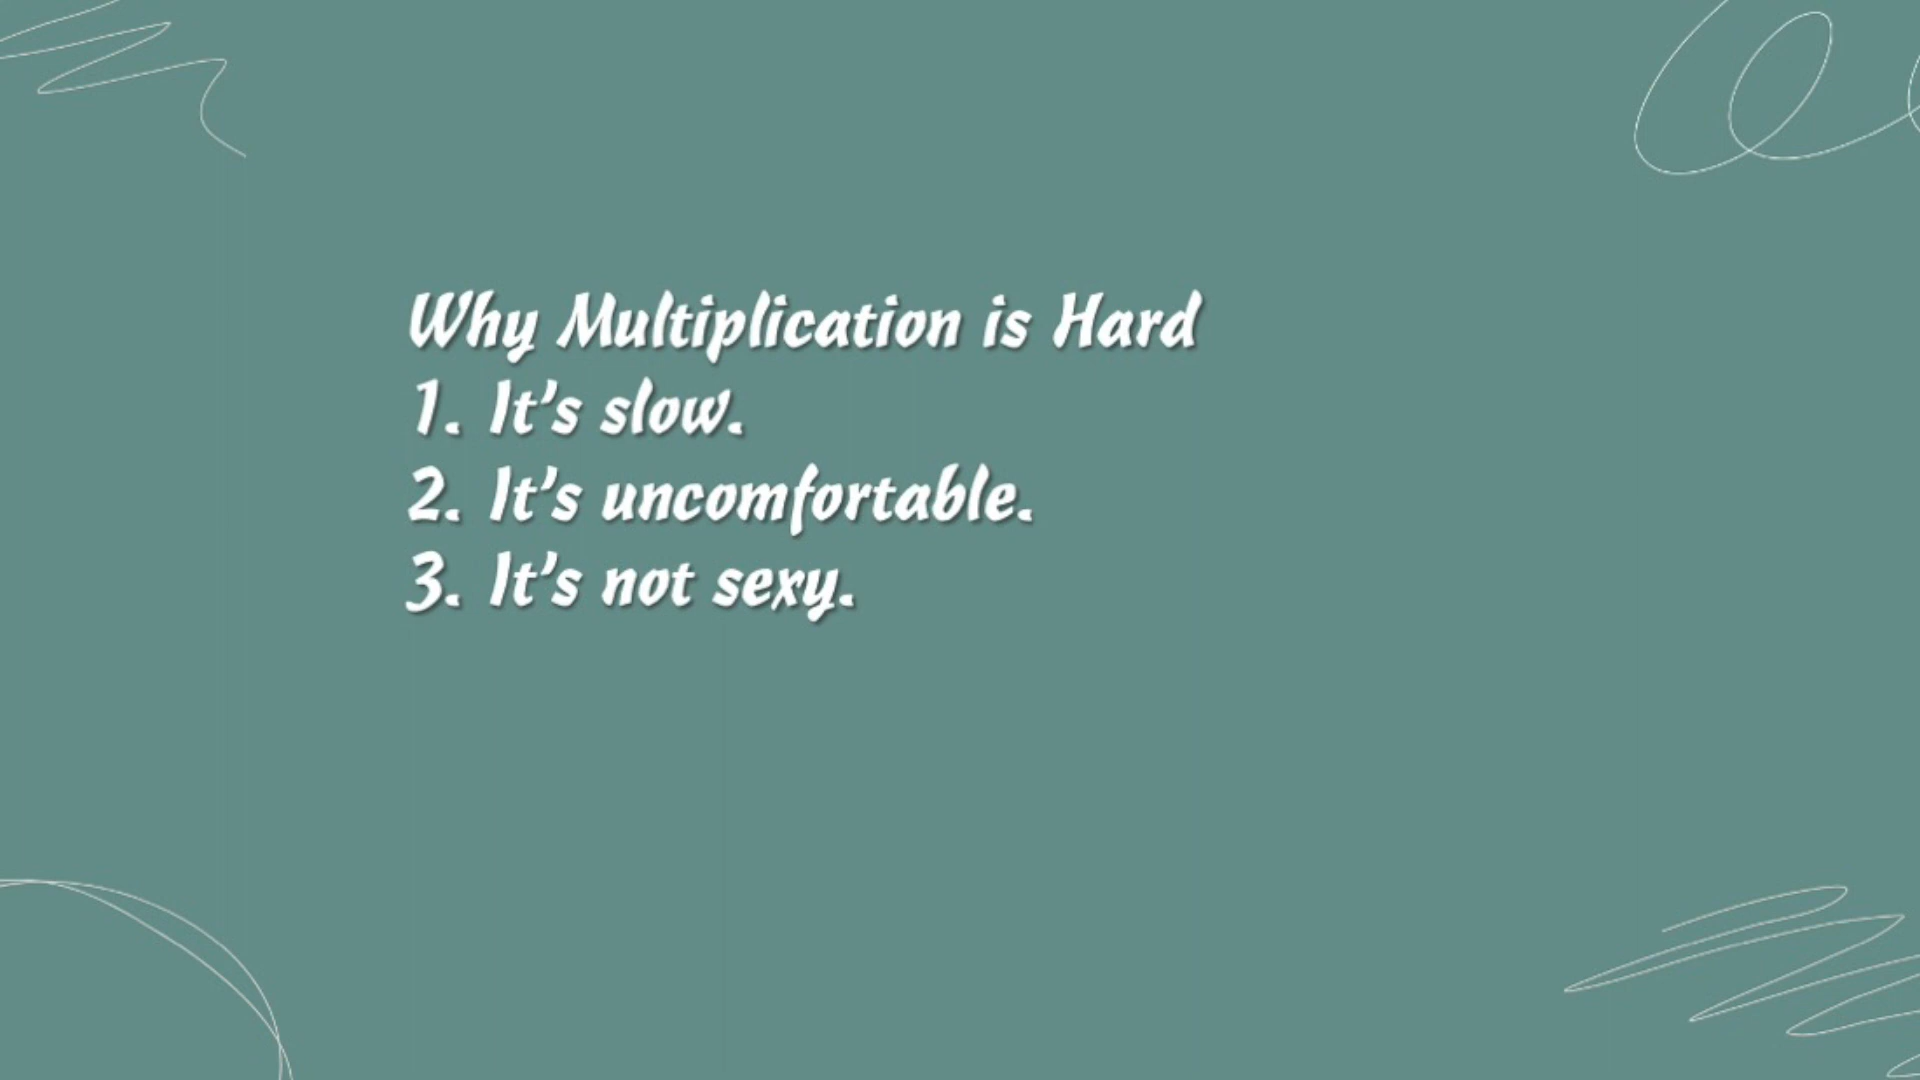 Why Multiplication is Hard
1. It’s slow.
2. It’s uncomfortable.
3. It’s not sexy.